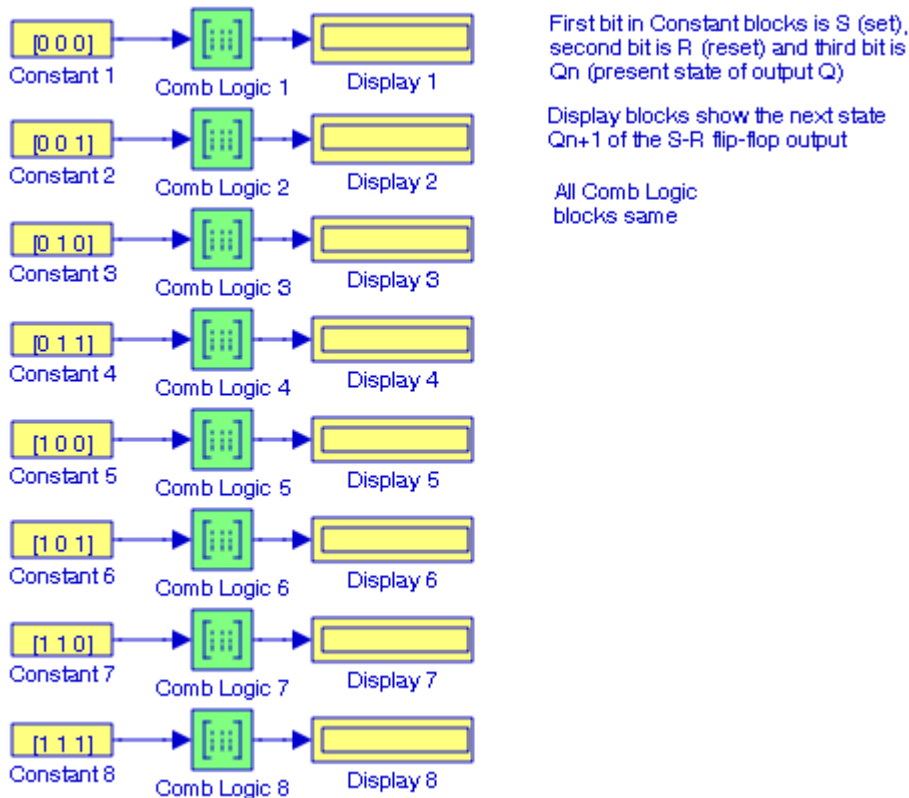 [0 0 0]
Constant 1
Comb Logic 1
Display 1
First bit in Constant blocks is S (set),
second bit is R (reset) and third bit is
Qn (present state of output Q)
[0 0 1]
Constant 2
Comb Logic 2
Display 2
Display blocks show the next state
Qn+1 of the S-R flip-flop output
All Comb Logic
blocks same
[0 1 0]
Constant 3
Comb Logic 3
Display 3
[0 1 1]
Constant 4
Comb Logic 4
Display 4
[1 0 0]
Constant 5
Comb Logic 5
Display 5
[1 0 1]
Constant 6
Comb Logic 6
Display 6
[1 1 0]
Constant 7
Comb Logic 7
Display 7
[1 1 1]
Constant 8
Comb Logic 8
Display 8